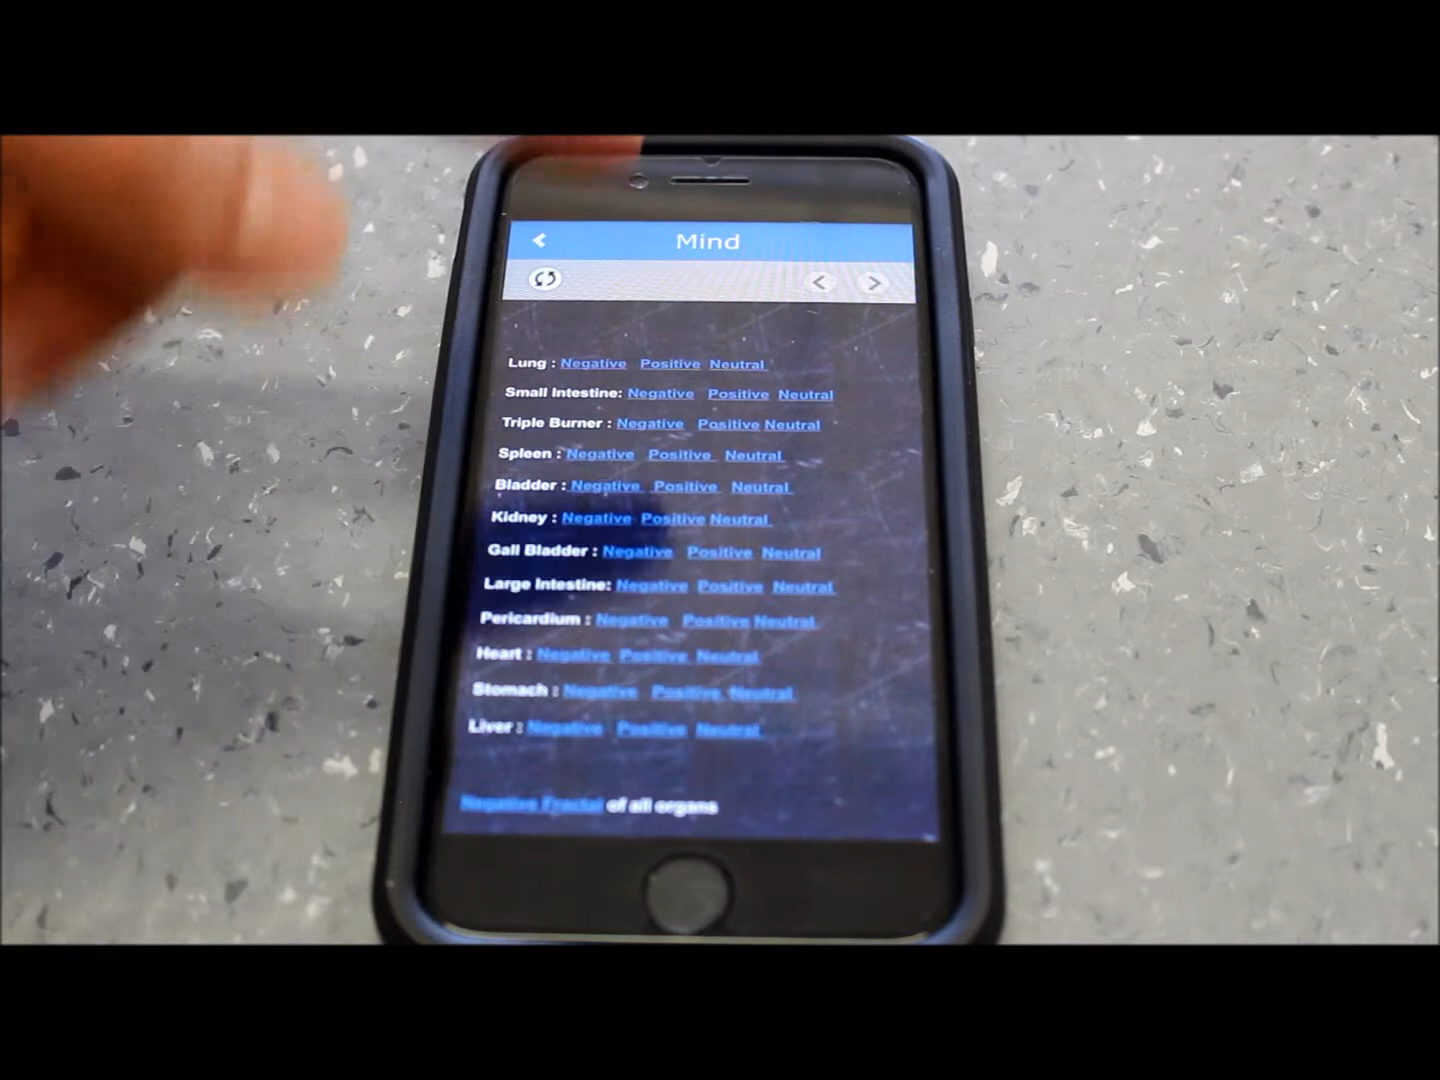 Mind
Lung : Negative Positive Neutral
Small Intestine: Negative Positive Neutral
Triple Burner : Negative Positive Neutral
Spleen : Negative Positive Neutral
Bladder : Negative Positive Neutral
Kidney : Negative Positive Neutral
Gall Bladder : Negative Positive Neutral
Large Intestine: Negative Positive Neutral
Pericardium : Negative Positive Neutral
Heart : Negative Positive Neutral
Stomach : Negative Positive Neutral
Liver : Negative Positive Neutral
Negative Fractal of all organs